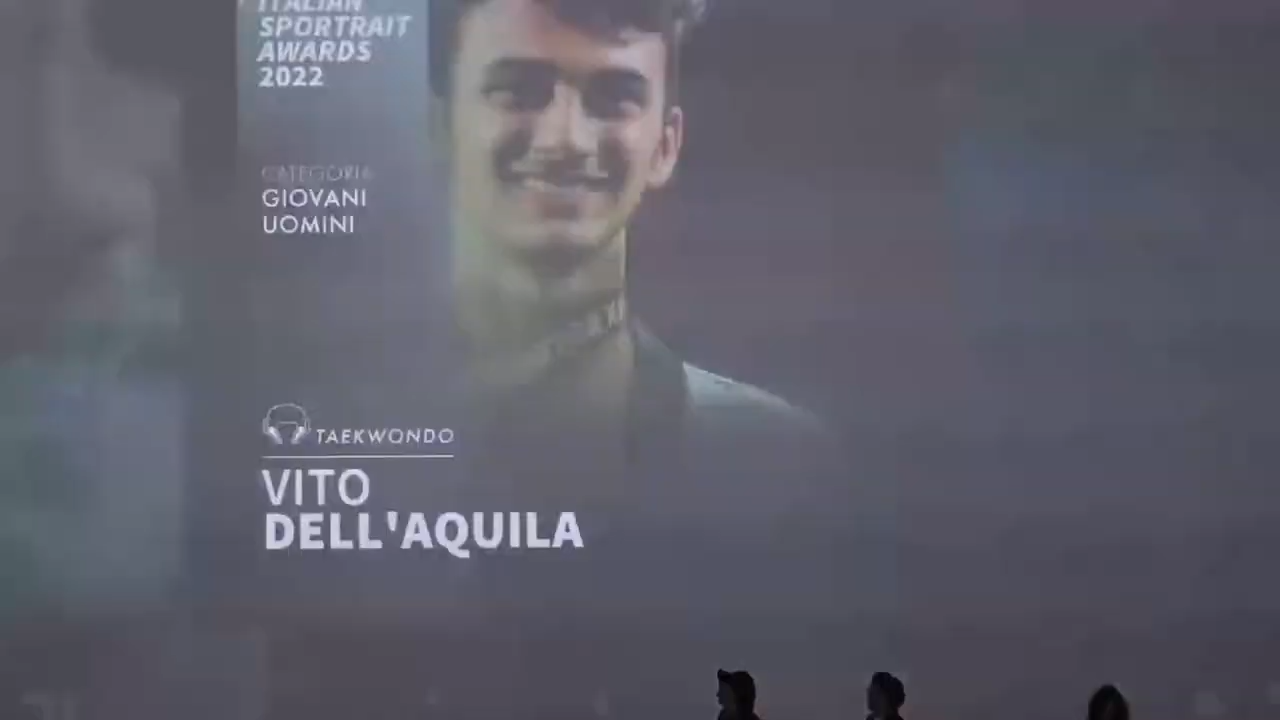 ITALIAN
SPORTRAIT
AWARDS
2022
CATEGORIA
GIOVANI
UOMINI
TAEKWONDO
VITO
DELL'AQUILA